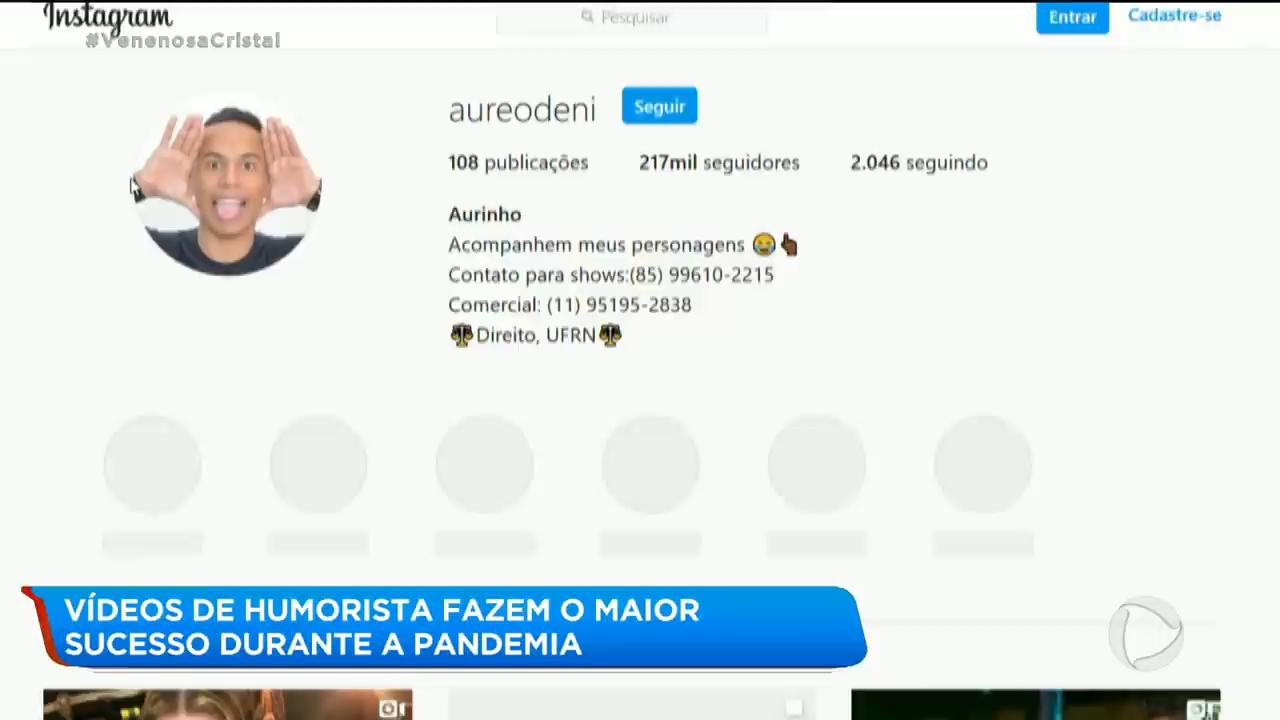 Instagram
Pesquisar
Entrar
Cadastre-se
#VenenosaCristal
aureodeni
Seguir
108 publicações 217mil seguidores 2.046 seguindo
Aurinho
Acompanhem meus personagens 😂👆🏾
Contato para shows:(85) 99610-2215
Comercial: (11) 95195-2838
⚖Direito, UFRN⚖
VÍDEOS DE HUMORISTA FAZEM O MAIOR
SUCESSO DURANTE A PANDEMIA